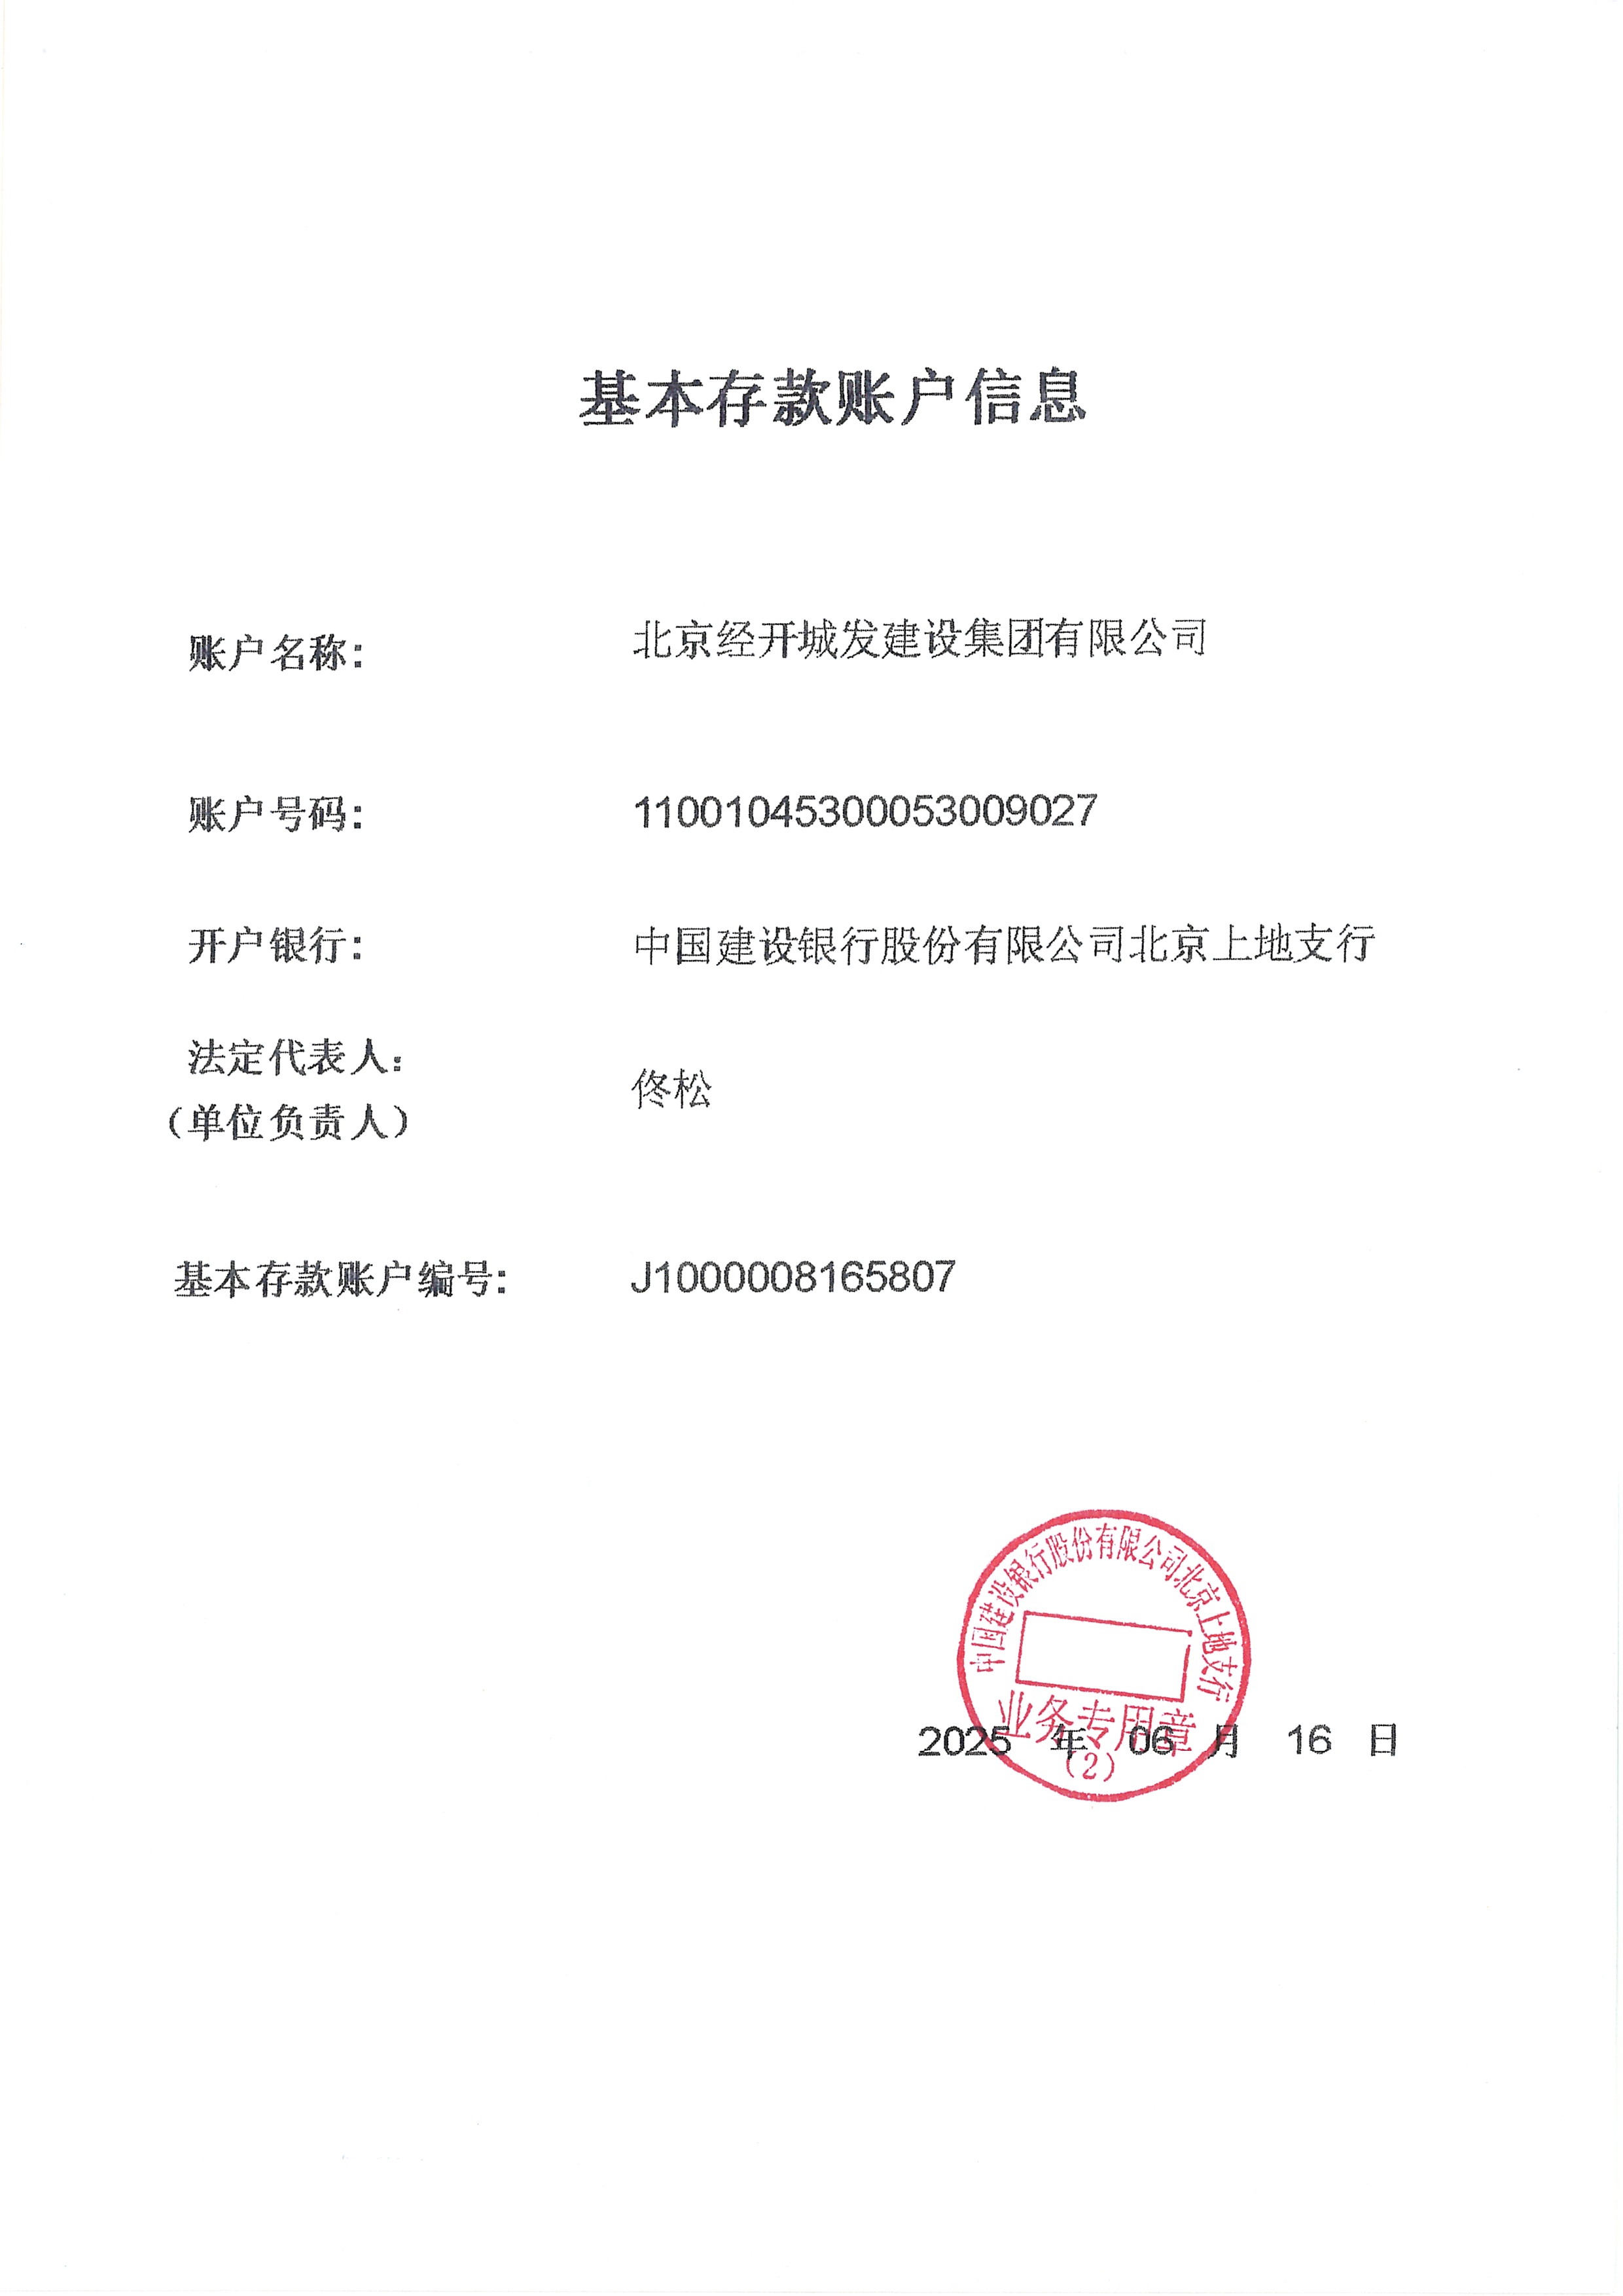 基本存款账户信息
账户名称： 北京经开城发建设集团有限公司
账户号码： 11001045300053009027
开户银行： 中国建设银行股份有限公司北京上地支行
法定代表人：
（单位负责人） 佟松
基本存款账户编号： J1000008165807
中国建设银行股份有限公司北京上地支行
业务专用章
（2）
2025 年 06 月 16 日